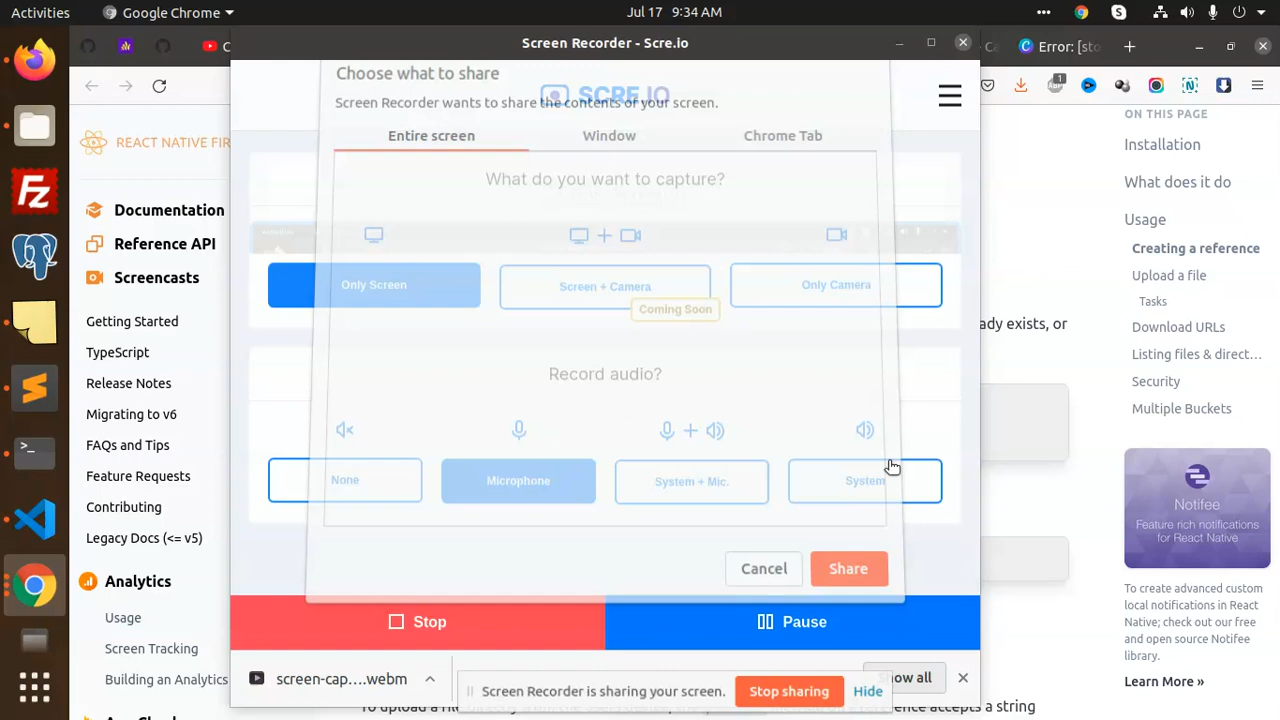 Activities
Google Chrome
Jul 17 9:34 AM
Screen Recorder - Scre.io
Error: [sto
1
REACT NATIVE FIR
Documentation
Reference API
Screencasts
Getting Started
TypeScript
Release Notes
Migrating to v6
FAQs and Tips
Feature Requests
Contributing
Legacy Docs (<= v5)
Analytics
Usage
Screen Tracking
Building an Analytics
Choose what to share
SCRE.IO
Screen Recorder wants to share the contents of your screen.
Entire screen
Window
Chrome Tab
What do you want to capture?
Only Screen
Screen + Camera
Only Camera
Coming Soon
Record audio?
None
Microphone
System + Mic.
System
Cancel
Share
Stop
Pause
screen-cap....webm
Screen Recorder is sharing your screen.
Stop sharing
Hide
ow all
ON THIS PAGE
Installation
What does it do
Usage
Creating a reference
Upload a file
Tasks
Download URLs
Listing files & direct...
Security
Multiple Buckets
ady exists, or
Notifee
Feature rich notifications
for React Native
To create advanced custom
local notifications in React
Native; check out our free
and open source Notifee
library.
Learn More »
reference accepts a string